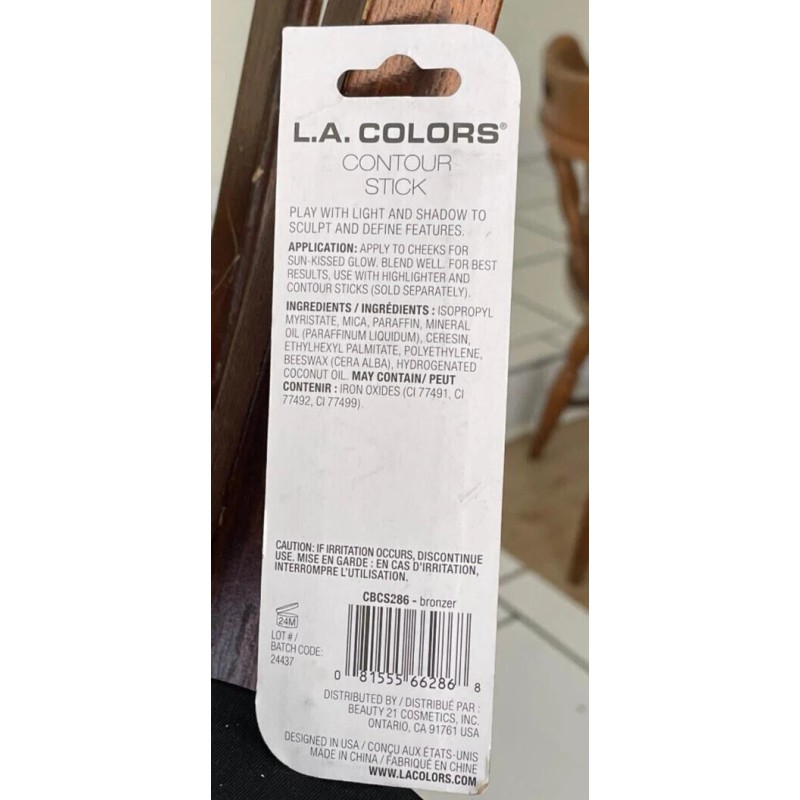 L.A. COLORS®
CONTOUR
STICK
PLAY WITH LIGHT AND SHADOW TO
SCULPT AND DEFINE FEATURES.
APPLICATION: APPLY TO CHEEKS FOR
SUN-KISSED GLOW. BLEND WELL. FOR BEST
RESULTS, USE WITH HIGHLIGHTER AND
CONTOUR STICKS (SOLD SEPARATELY).
INGREDIENTS / INGRÉDIENTS : ISOPROPYL
MYRISTATE, MICA, PARAFFIN, MINERAL
OIL (PARAFFINUM LIQUIDUM), CERESIN,
ETHYLHEXYL PALMITATE, POLYETHYLENE,
BEESWAX (CERA ALBA), HYDROGENATED
COCONUT OIL. MAY CONTAIN/ PEUT
CONTENIR : IRON OXIDES (CI 77491, CI
77492, CI 77499).
CAUTION: IF IRRITATION OCCURS, DISCONTINUE
USE. MISE EN GARDE : EN CAS D'IRRITATION,
INTERROMPRE L'UTILISATION.
CBCS286 - bronzer
24M
LOT # /
BATCH CODE:
24437
0 81555 66286 8
DISTRIBUTED BY / DISTRIBUÉ PAR :
BEAUTY 21 COSMETICS, INC.
ONTARIO, CA 91761 USA
DESIGNED IN USA / CONÇU AUX ÉTATS-UNIS
MADE IN CHINA / FABRIQUÉ EN CHINE
WWW.LACOLORS.COM